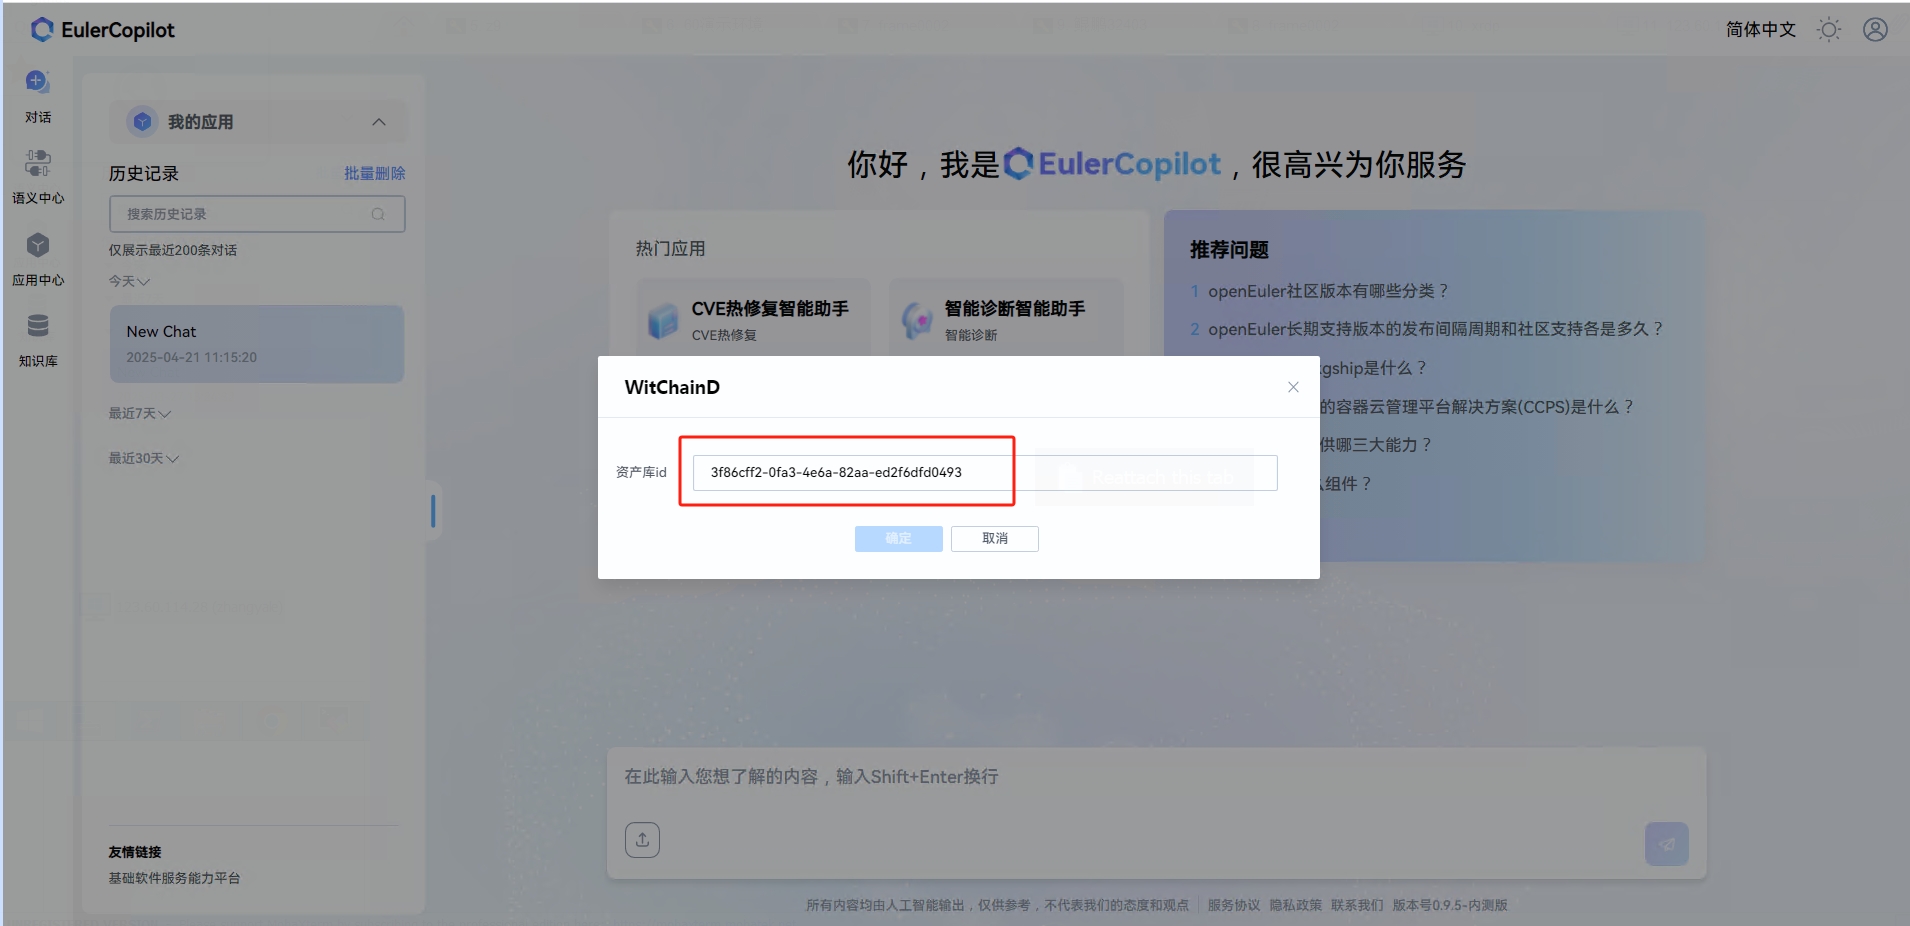 EulerCopilot
简体中文
对话
语义中心
应用中心
知识库
我的应用
历史记录
批量删除
搜索历史记录
仅展示最近200条对话
今天
New Chat
2025-04-21 11:15:20
最近7天
最近30天
友情链接
基础软件服务能力平台
你好，我是EulerCopilot，很高兴为你服务
热门应用
CVE热修复智能助手
CVE热修复
智能诊断智能助手
智能诊断
推荐问题
1 openEuler社区版本有哪些分类？
2 openEuler长期支持版本的发布间隔周期和社区支持各是多久？
gship是什么？
的容器云管理平台解决方案(CCPS)是什么？
供哪三大能力？
组件？
WitChainD
资产库id
3f86cff2-0fa3-4e6a-82aa-ed2f6dfd0493
确定
取消
在此输入您想了解的内容，输入Shift+Enter换行
所有内容均由人工智能输出，仅供参考，不代表我们的态度和观点
服务协议 隐私政策 联系我们 版本号0.9.5-内测版